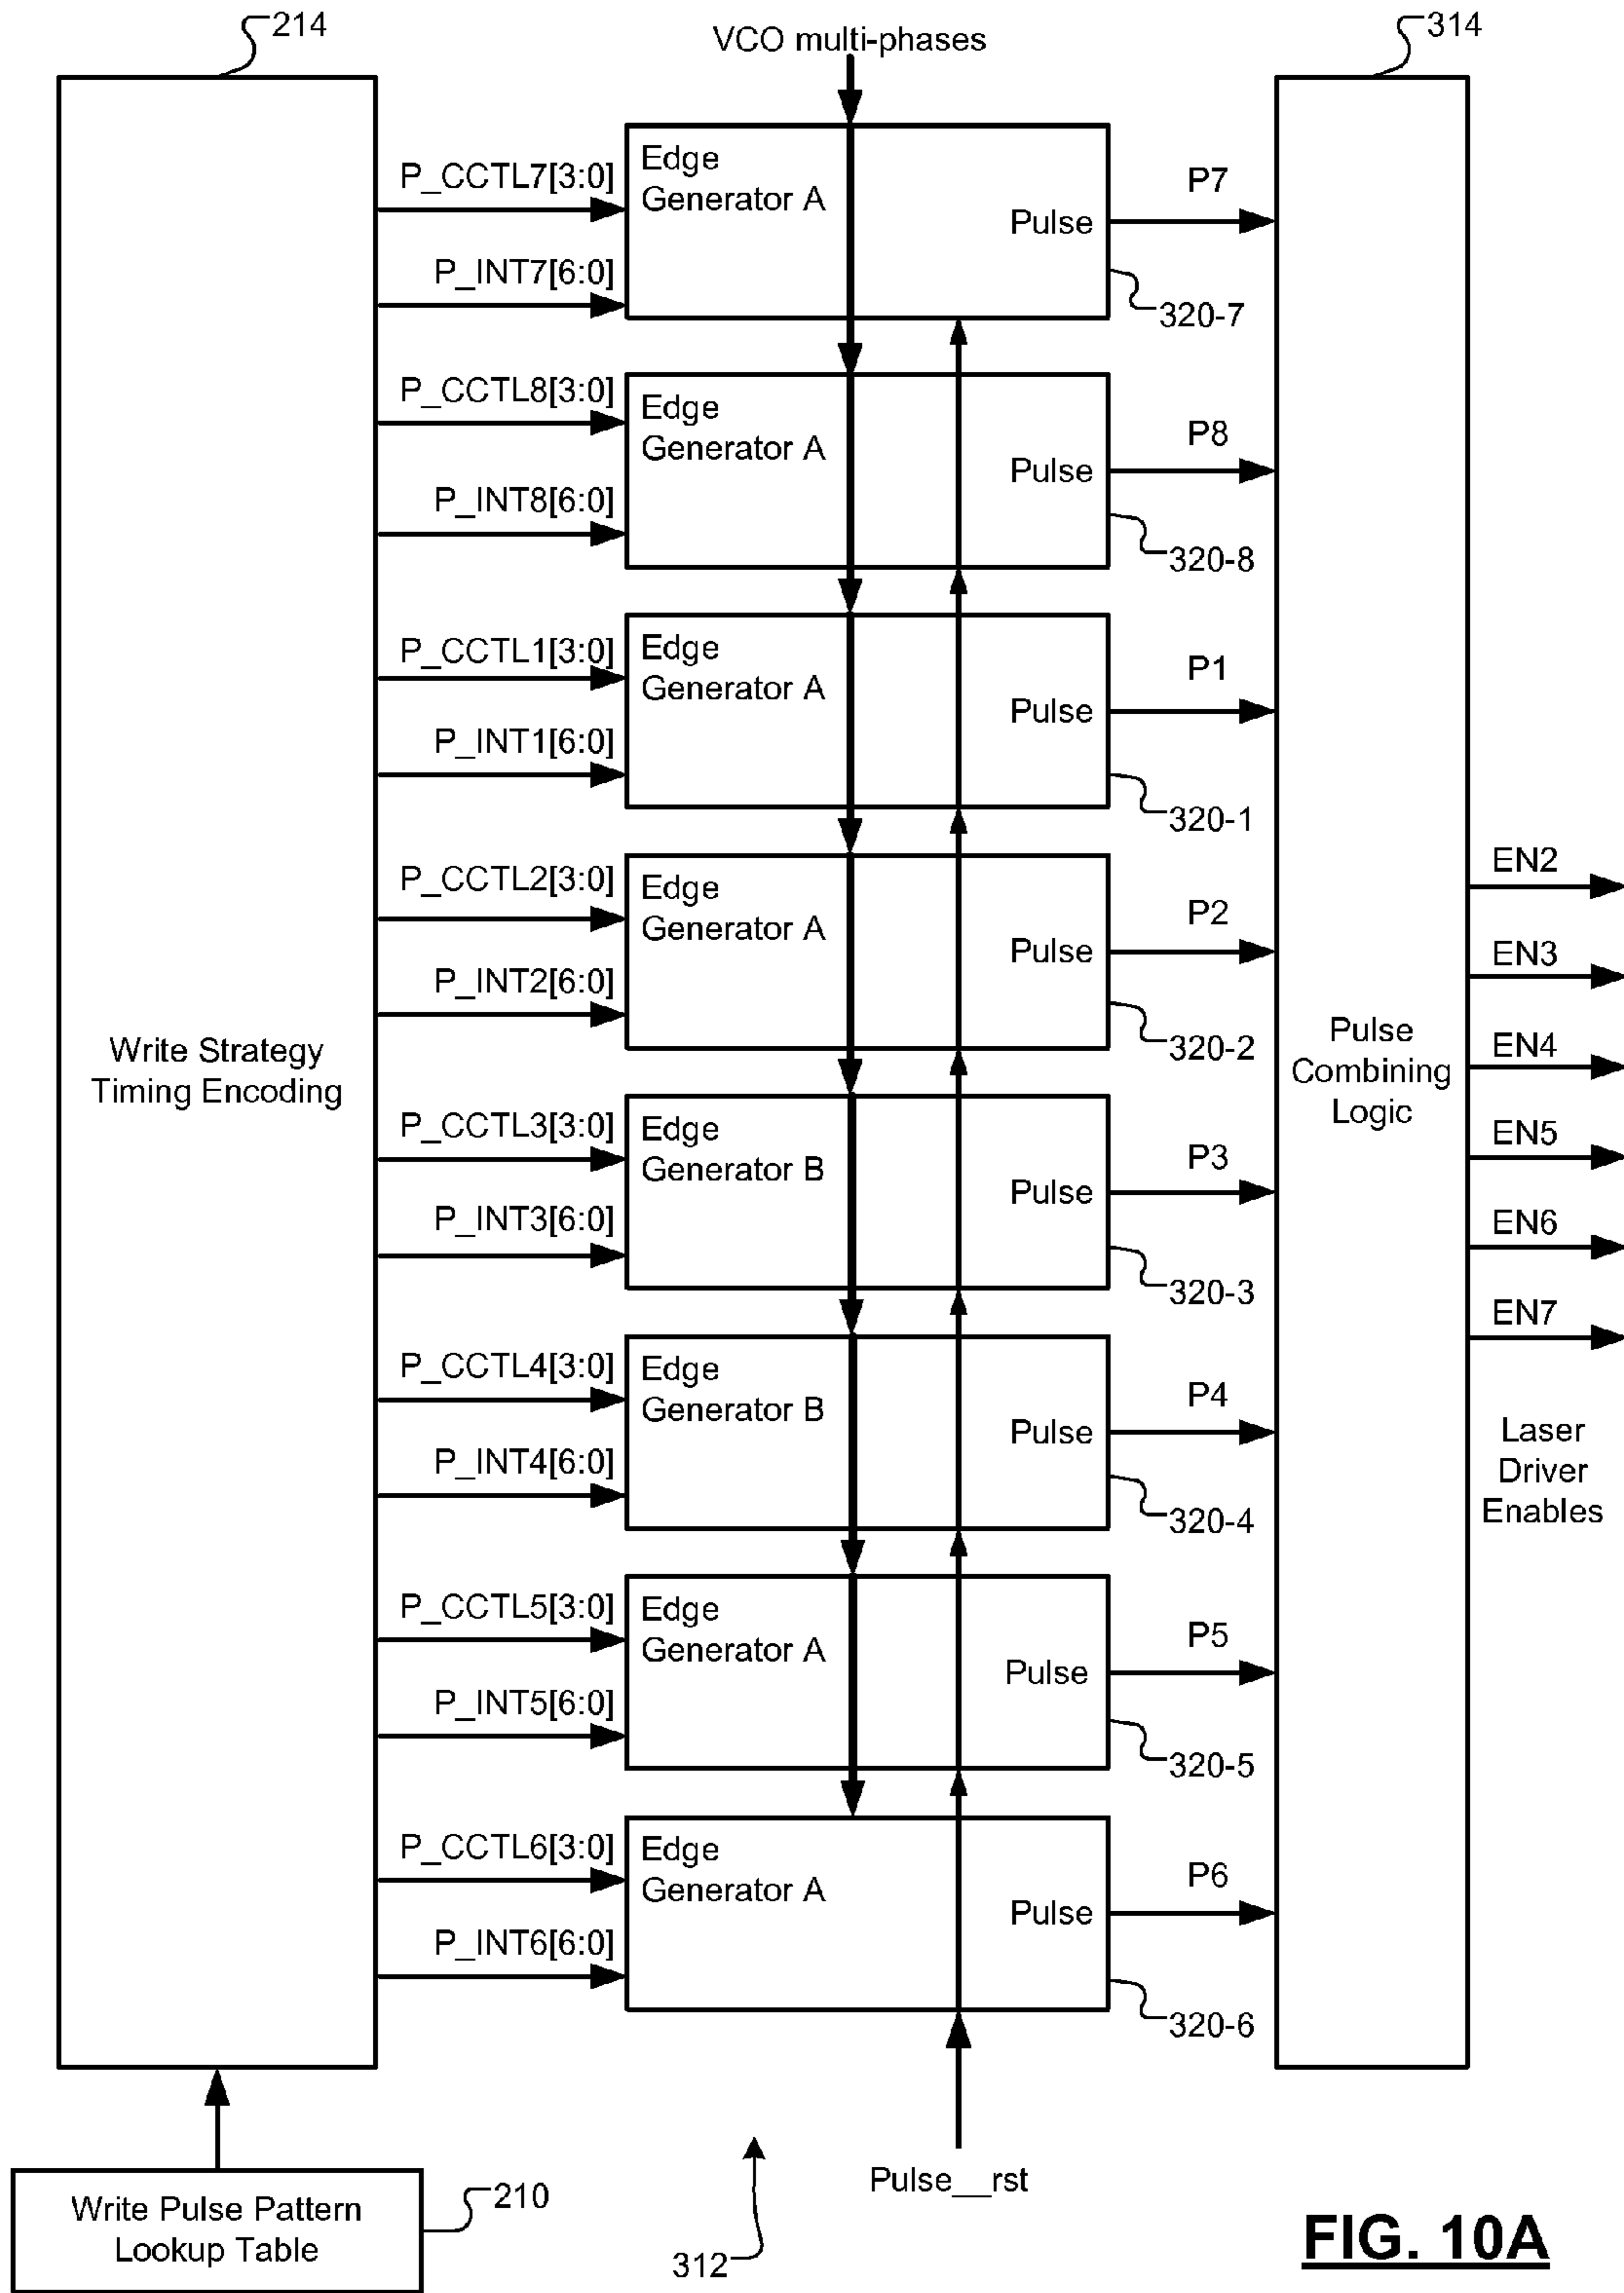 214
VCO multi-phases
314
P_CCTL7[3:0]
Edge
Generator A
P7
Pulse
P_INT7[6:0]
320-7
P_CCTL8[3:0]
Edge
Generator A
P8
Pulse
P_INT8[6:0]
320-8
P_CCTL1[3:0]
Edge
Generator A
P1
Pulse
P_INT1[6:0]
320-1
P_CCTL2[3:0]
Edge
Generator A
P2
Pulse
P_INT2[6:0]
320-2
Write Strategy
Timing Encoding
P_CCTL3[3:0]
Edge
Generator B
P3
Pulse
P_INT3[6:0]
320-3
P_CCTL4[3:0]
Edge
Generator B
P4
Pulse
P_INT4[6:0]
320-4
P_CCTL5[3:0]
Edge
Generator A
P5
Pulse
P_INT5[6:0]
320-5
P_CCTL6[3:0]
Edge
Generator A
P6
Pulse
P_INT6[6:0]
320-6
Pulse
Combining
Logic
EN2
EN3
EN4
EN5
EN6
EN7
Laser
Driver
Enables
Write Pulse Pattern
Lookup Table
210
312
Pulse__rst
FIG. 10A